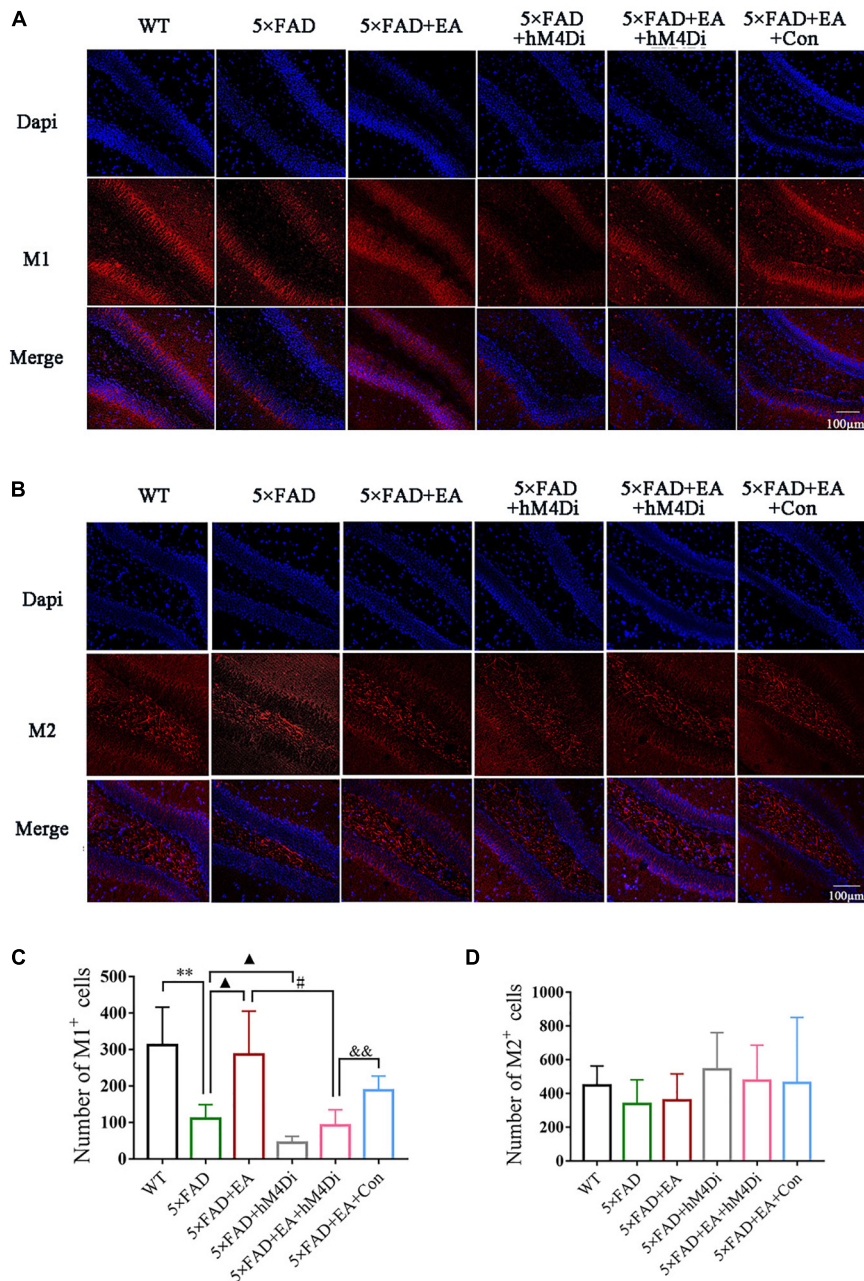 A
WT
5×FAD
5×FAD+EA
5×FAD
+hM4Di
5×FAD+EA
+hM4Di
5×FAD+EA
+Con
Dapi
M1
Merge
100μm
B
WT
5×FAD
5×FAD+EA
5×FAD
+hM4Di
5×FAD+EA
+hM4Di
5×FAD+EA
+Con
Dapi
M2
Merge
100μm
C
Number of M1+ cells
500
400
300
200
100
0
**
▲
▲
#
&&
WT
5×FAD
5×FAD+EA
5×FAD+hM4Di
5×FAD+EA+hM4Di
5×FAD+EA+Con
D
Number of M2+ cells
1000
800
600
400
200
0
WT
5×FAD
5×FAD+EA
5×FAD+hM4Di
5×FAD+EA+hM4Di
5×FAD+EA+Con